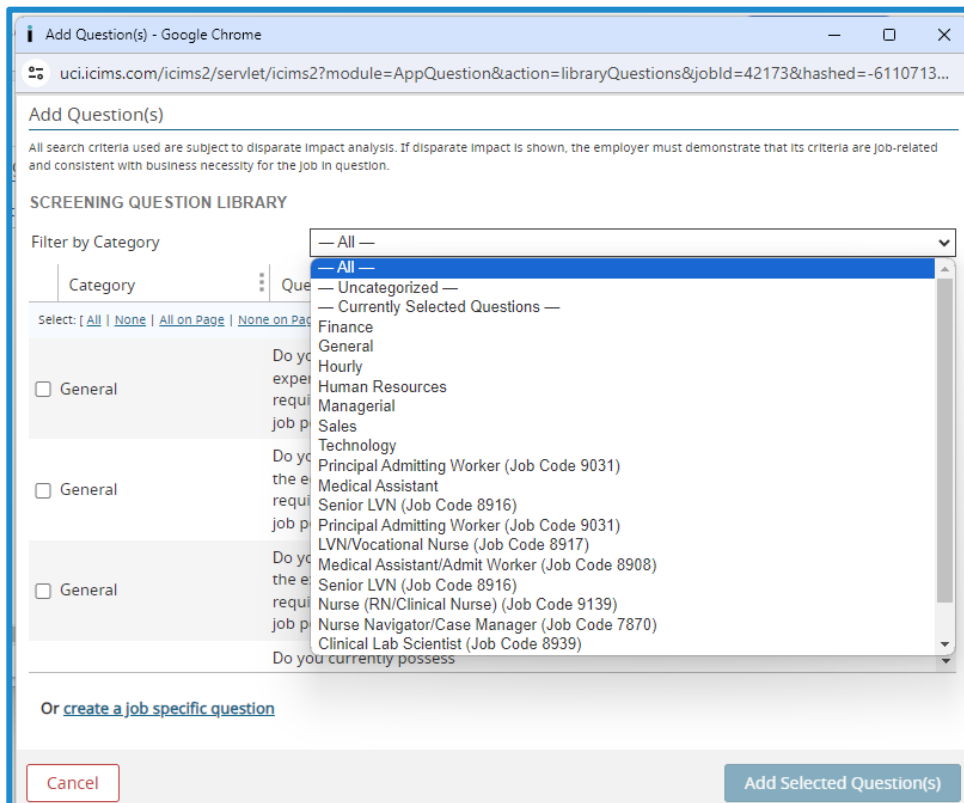 Add Question(s) - Google Chrome
uci.icims.com/icims2/servlet/icims2?module=AppQuestion&action=libraryQuestions&jobId=42173&hashed=-6110713...
Add Question(s)
All search criteria used are subject to disparate impact analysis. If disparate impact is shown, the employer must demonstrate that its criteria are job-related
and consistent with business necessity for the job in question.
SCREENING QUESTION LIBRARY
Filter by Category
— All —
— All —
— Uncategorized —
— Currently Selected Questions —
Finance
General
Hourly
Human Resources
Managerial
Sales
Technology
Principal Admitting Worker (Job Code 9031)
Medical Assistant
Senior LVN (Job Code 8916)
Principal Admitting Worker (Job Code 9031)
LVN/Vocational Nurse (Job Code 8917)
Medical Assistant/Admit Worker (Job Code 8908)
Senior LVN (Job Code 8916)
Nurse (RN/Clinical Nurse) (Job Code 9139)
Nurse Navigator/Case Manager (Job Code 7870)
Clinical Lab Scientist (Job Code 8939)
Category
Select: [ All | None | All on Page | None on
General
Do
General
Do
the
General
Do
the
Do you currently possess
Or create a job specific question
Cancel
Add Selected Question(s)